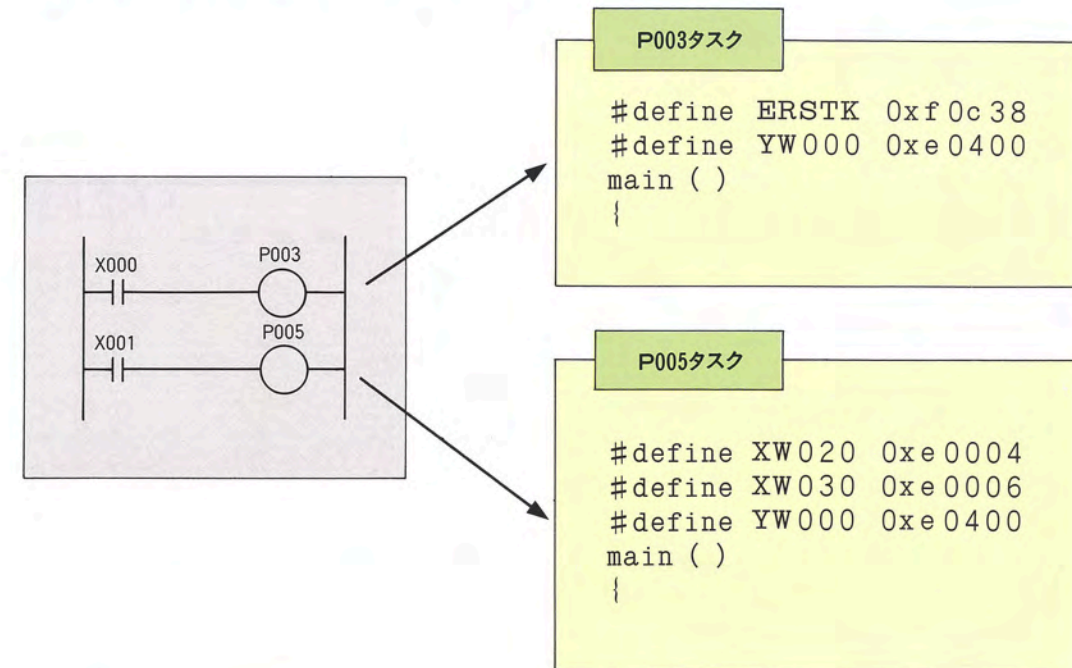 X000
P003
X001
P005
P003タスク
#define ERSTK 0xf0c38
#define YW000 0xe0400
main ( )
{
P005タスク
#define XW020 0xe0004
#define XW030 0xe0006
#define YW000 0xe0400
main ( )
{